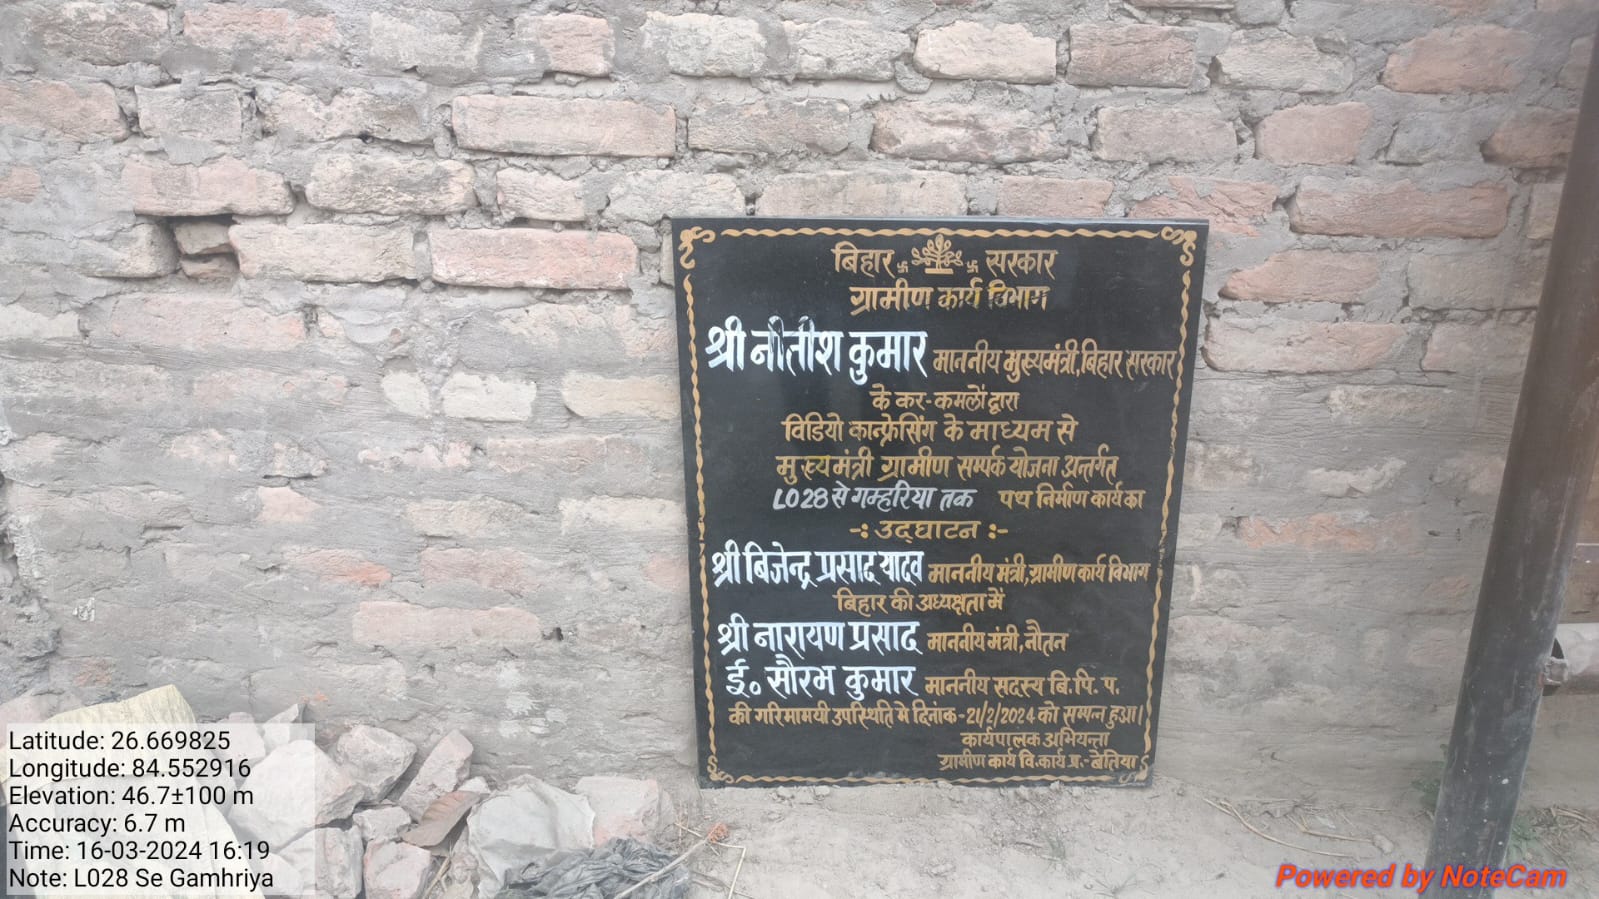 बिहार सरकार
ग्रामीण कार्य विभाग
श्री नीतीश कुमार माननीय मुख्यमंत्री, बिहार सरकार
के कर-कमलों द्वारा
विडियो कान्फ्रेसिंग के माध्यम से
मुख्यमंत्री ग्रामीण सम्पर्क योजना अन्तर्गत
L028 से गम्हरिया तक पथ निर्माण कार्य का
-: उद्घाटन :-
श्री बिजेन्द्र प्रसाद यादव माननीय मंत्री, ग्रामीण कार्य विभाग
बिहार की अध्यक्षता में
श्री नारायण प्रसाद माननीय मंत्री, नौतन
ई० सौरभ कुमार माननीय सदस्य बि. पि. प.
की गरिमामयी उपस्थिति मे दिनांक-21/2/2024 को सम्पन्न हुआ।
कार्यपालक अभियन्ता
ग्रामीण कार्य वि. कार्य प्र.- बेतिया
Latitude: 26.669825
Longitude: 84.552916
Elevation: 46.7±100 m
Accuracy: 6.7 m
Time: 16-03-2024 16:19
Note: L028 Se Gamhriya
Powered by NoteCam